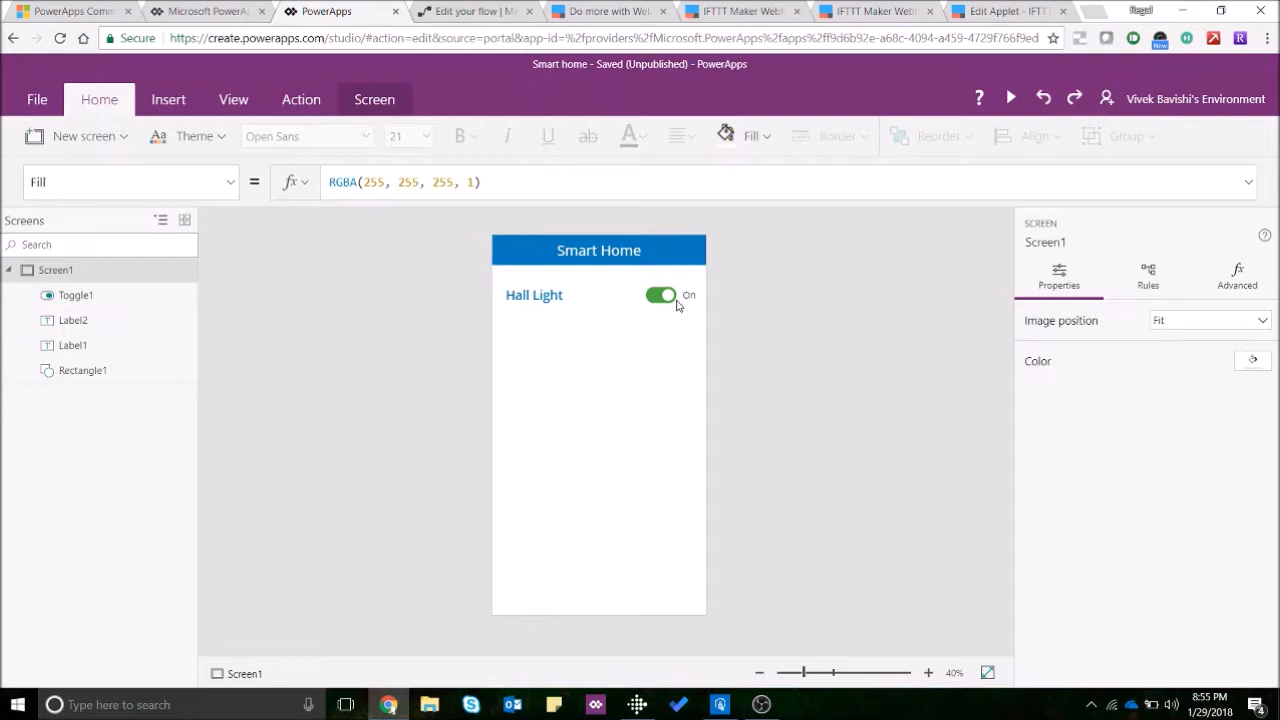 PowerApps Comm
Microsoft PowerA
PowerApps
Edit your flow | M
Do more with Web
IFTTT Maker Webh
IFTTT Maker Webh
Edit Applet - IFTTT
Secure
https://create.powerapps.com/studio/#action=edit&source=portal&app-id=%2fproviders%2fMicrosoft.PowerApps%2fapps%2ff9d6b92e-a68c-4094-a459-4729f766f9ed
Now
Smart home - Saved (Unpublished) - PowerApps
File
Home
Insert
View
Action
Screen
?
Vivek Bavishi's Environment
New screen
Aa
Theme
Open Sans
21
B
I
U
ab
A
Fill
Border
Reorder
Align
Group
Fill
=
fx
RGBA(255, 255, 255, 1)
Screens
Search
Screen1
Toggle1
Label2
Label1
Rectangle1
Smart Home
Hall Light
On
SCREEN
Screen1
Properties
Rules
Advanced
Image position
Fit
Color
Screen1
40%
Type here to search
8:55 PM
1/29/2018
4